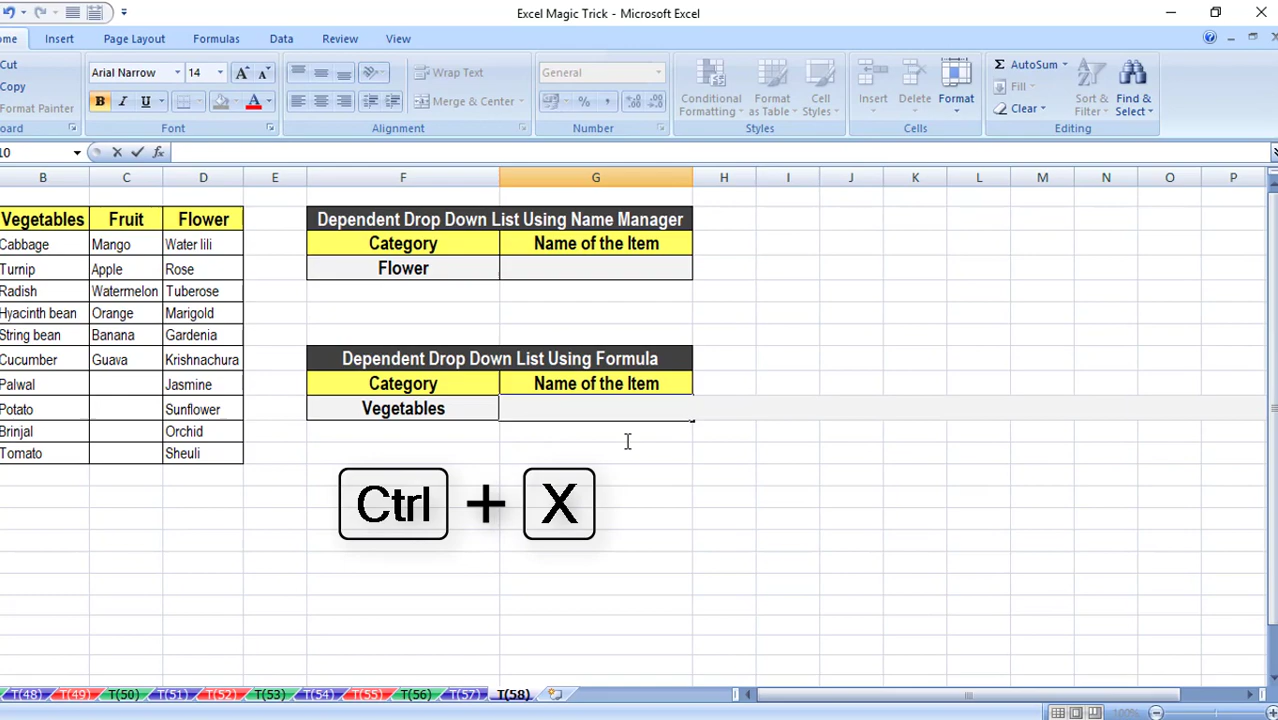 Excel Magic Trick - Microsoft Excel
ome Insert Page Layout Formulas Data Review View
Cut
Copy
Format Painter
oard
Arial Narrow 14
B I U
Font
Wrap Text
Merge & Center
Alignment
General
% ,
Number
Conditional Formatting
Format as Table
Cell Styles
Styles
Insert
Delete
Format
Cells
Σ AutoSum
Fill
Clear
Sort & Filter
Find & Select
Editing
10 fx
B C D E F G H I J K L M N O P
Vegetables Fruit Flower
Cabbage Mango Water lili
Turnip Apple Rose
Radish Watermelon Tuberose
Hyacinth bean Orange Marigold
String bean Banana Gardenia
Cucumber Guava Krishnachura
Palwal Jasmine
Potato Sunflower
Brinjal Orchid
Tomato Sheuli
Dependent Drop Down List Using Name Manager
Category Name of the Item
Flower
Dependent Drop Down List Using Formula
Category Name of the Item
Vegetables
Ctrl + X
T(48) T(49) T(50) T(51) T(52) T(53) T(54) T(55) T(56) T(57) T(58)
100%